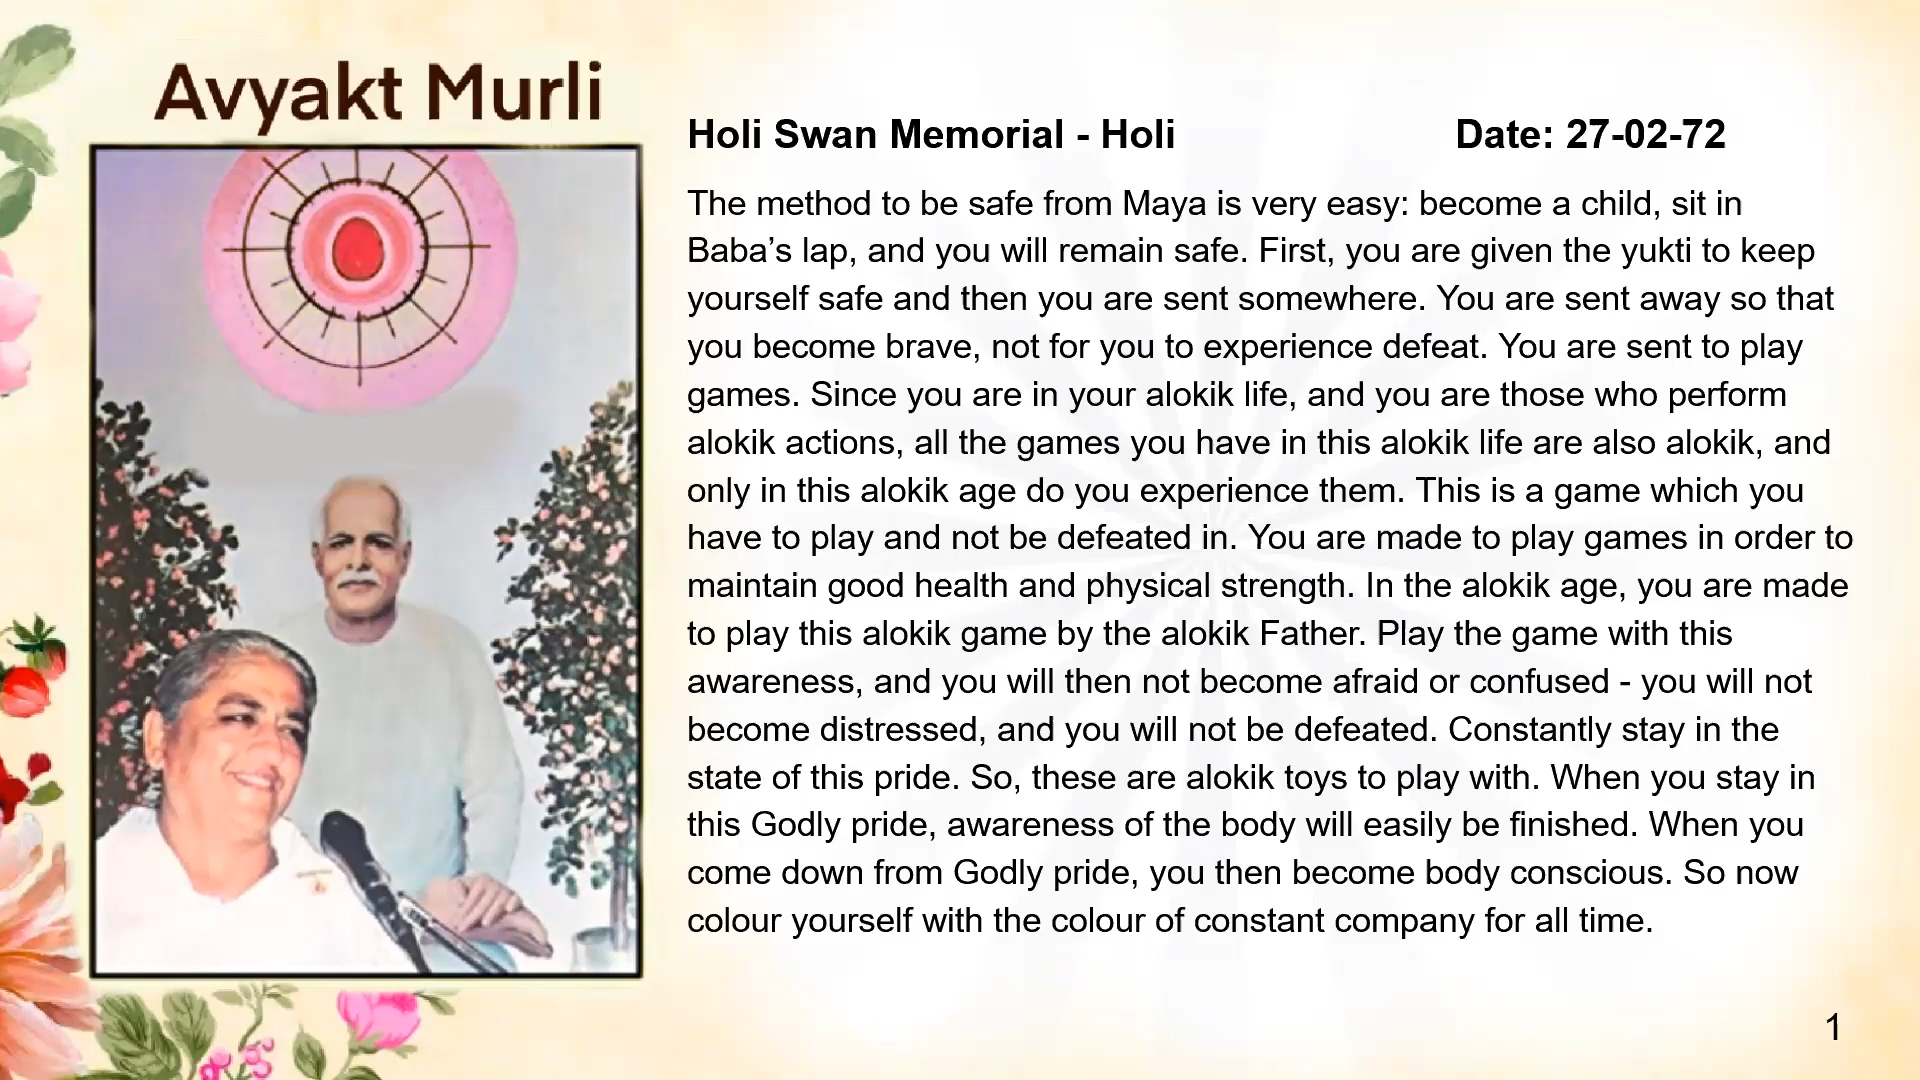 Avyakt Murli
Holi Swan Memorial - Holi Date: 27-02-72
The method to be safe from Maya is very easy: become a child, sit in
Baba’s lap, and you will remain safe. First, you are given the yukti to keep
yourself safe and then you are sent somewhere. You are sent away so that
you become brave, not for you to experience defeat. You are sent to play
games. Since you are in your alokik life, and you are those who perform
alokik actions, all the games you have in this alokik life are also alokik, and
only in this alokik age do you experience them. This is a game which you
have to play and not be defeated in. You are made to play games in order to
maintain good health and physical strength. In the alokik age, you are made
to play this alokik game by the alokik Father. Play the game with this
awareness, and you will then not become afraid or confused - you will not
become distressed, and you will not be defeated. Constantly stay in the
state of this pride. So, these are alokik toys to play with. When you stay in
this Godly pride, awareness of the body will easily be finished. When you
come down from Godly pride, you then become body conscious. So now
colour yourself with the colour of constant company for all time.
1